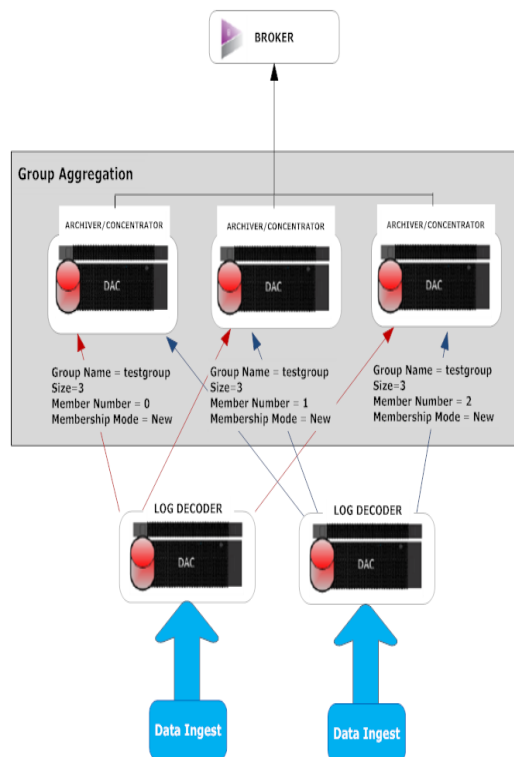 BROKER
Group Aggregation
ARCHIVER/CONCENTRATOR
DAC
Group Name = testgroup
Size=3
Member Number = 0
Membership Mode = New
ARCHIVER/CONCENTRATOR
DAC
Group Name = testgroup
Size=3
Member Number = 1
Membership Mode = New
ARCHIVER/CONCENTRATOR
DAC
Group Name = testgroup
Size=3
Member Number = 2
Membership Mode = New
LOG DECODER
DAC
LOG DECODER
DAC
Data Ingest
Data Ingest